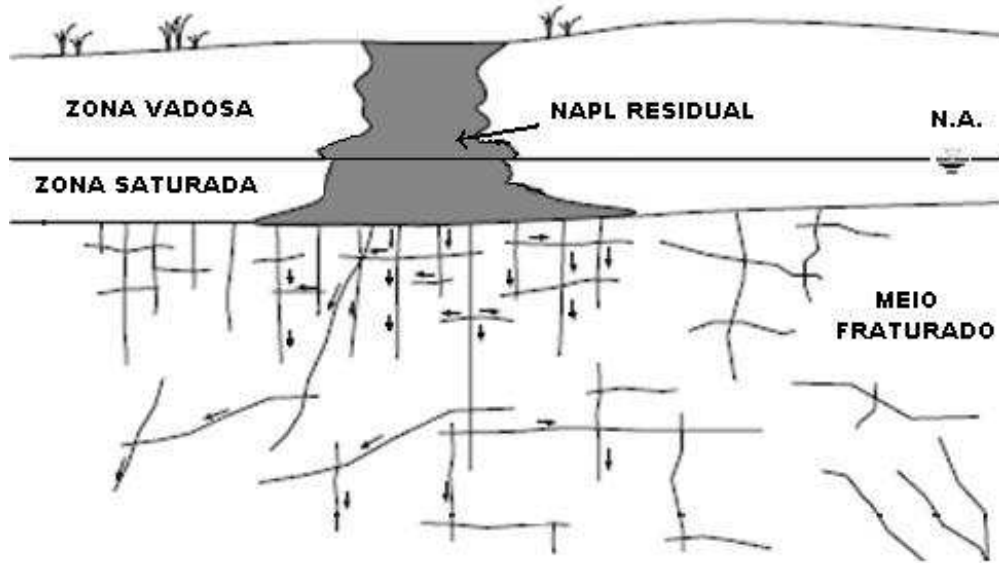 ZONA VADOSA
NAPL RESIDUAL
N.A.
ZONA SATURADA
MEIO
FRATURADO